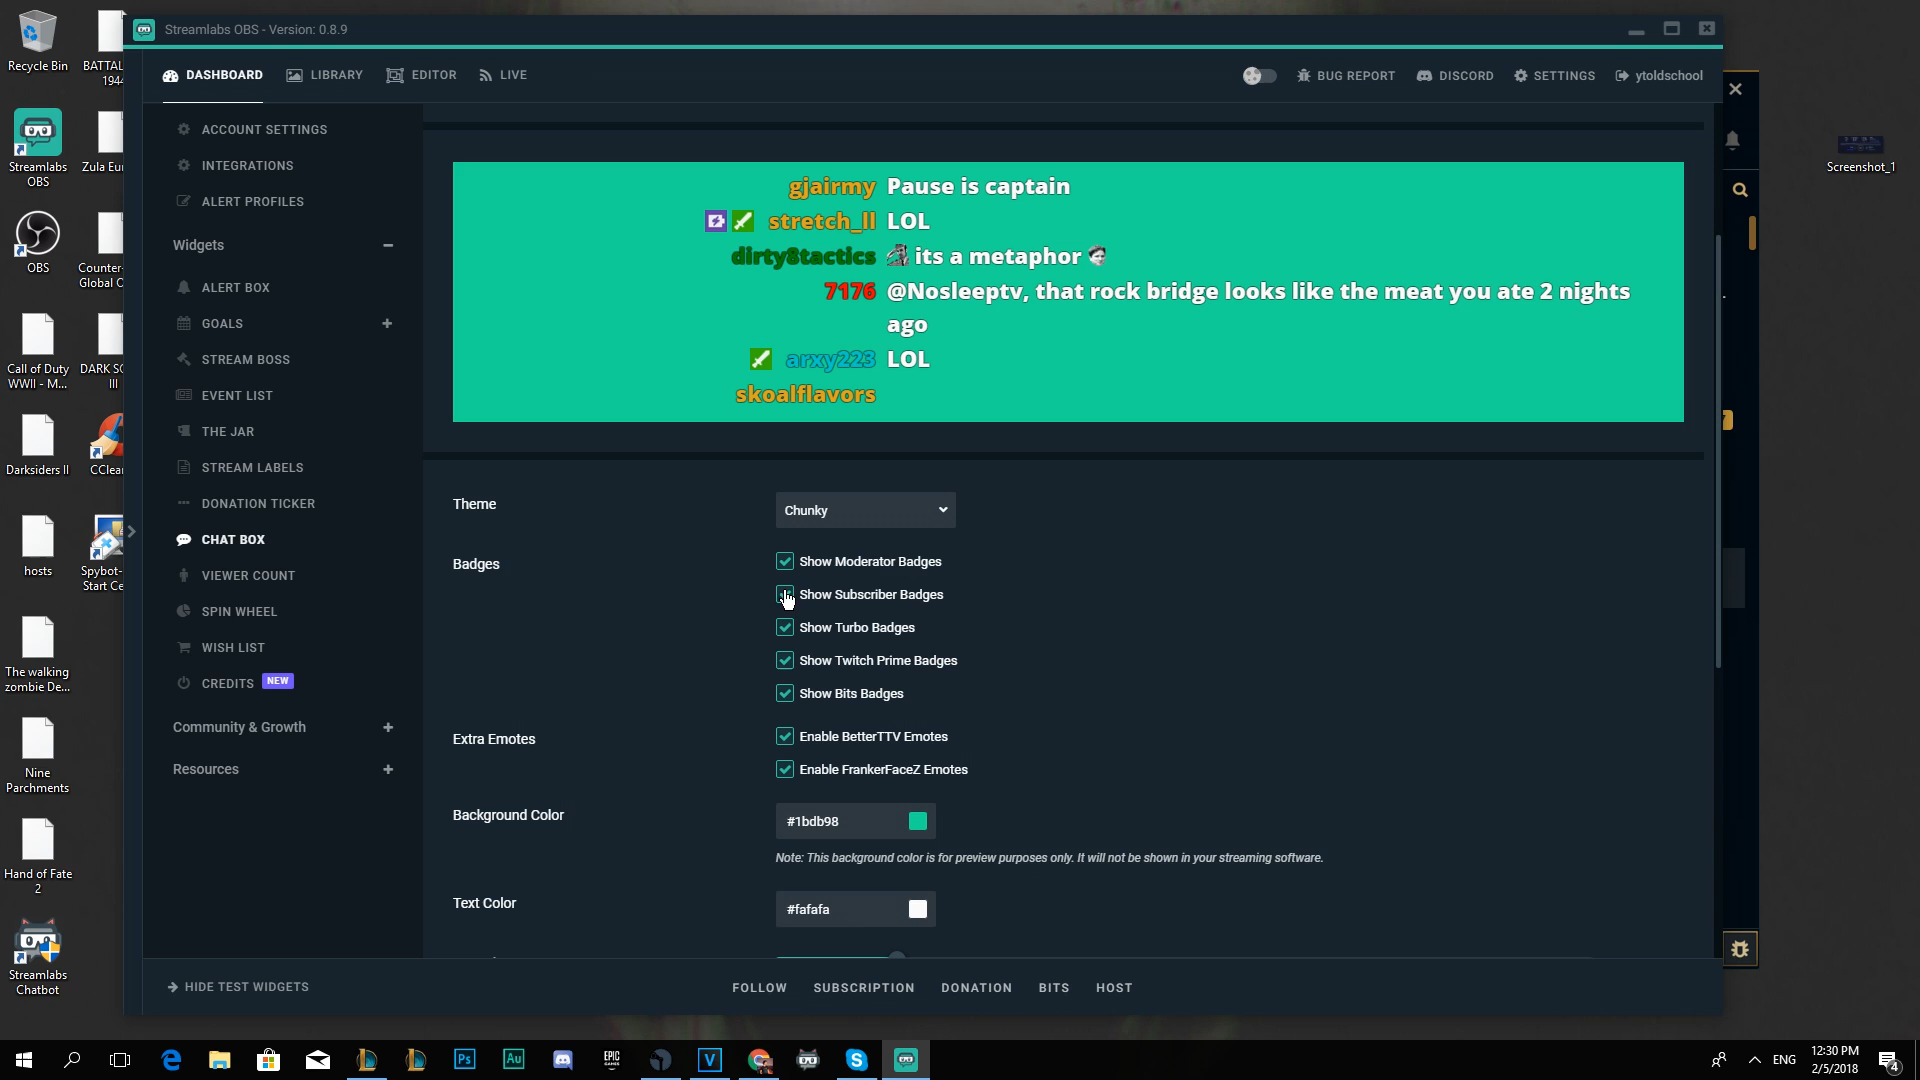 Recycle Bin
BATTAL
1944
Streamlabs
OBS
Zula Eur
OBS
Counter-
Global O
Call of Duty
WWII - M...
DARK SO
III
Darksiders II
CClea
hosts
Spybot-
Start Ce
The walking
zombie De...
Nine
Parchments
Hand of Fate
2
Streamlabs
Chatbot
Streamlabs OBS - Version: 0.8.9
DASHBOARD
LIBRARY
EDITOR
LIVE
BUG REPORT
DISCORD
SETTINGS
ytoldschool
ACCOUNT SETTINGS
INTEGRATIONS
ALERT PROFILES
Widgets
ALERT BOX
GOALS
STREAM BOSS
EVENT LIST
THE JAR
STREAM LABELS
DONATION TICKER
CHAT BOX
VIEWER COUNT
SPIN WHEEL
WISH LIST
CREDITS NEW
Community & Growth
Resources
gjairmy Pause is captain
stretch_ll LOL
dirty8tactics its a metaphor
7176 @Nosleeptv, that rock bridge looks like the meat you ate 2 nights
ago
arxy223 LOL
skoalflavors
Theme
Chunky
Badges
Show Moderator Badges
Show Subscriber Badges
Show Turbo Badges
Show Twitch Prime Badges
Show Bits Badges
Extra Emotes
Enable BetterTTV Emotes
Enable FrankerFaceZ Emotes
Background Color
#1bdb98
Note: This background color is for preview purposes only. It will not be shown in your streaming software.
Text Color
#fafafa
HIDE TEST WIDGETS
FOLLOW
SUBSCRIPTION
DONATION
BITS
HOST
Screenshot_1
Ps
Au
EPIC
GAMES
V
ENG
12:30 PM
2/5/2018
4